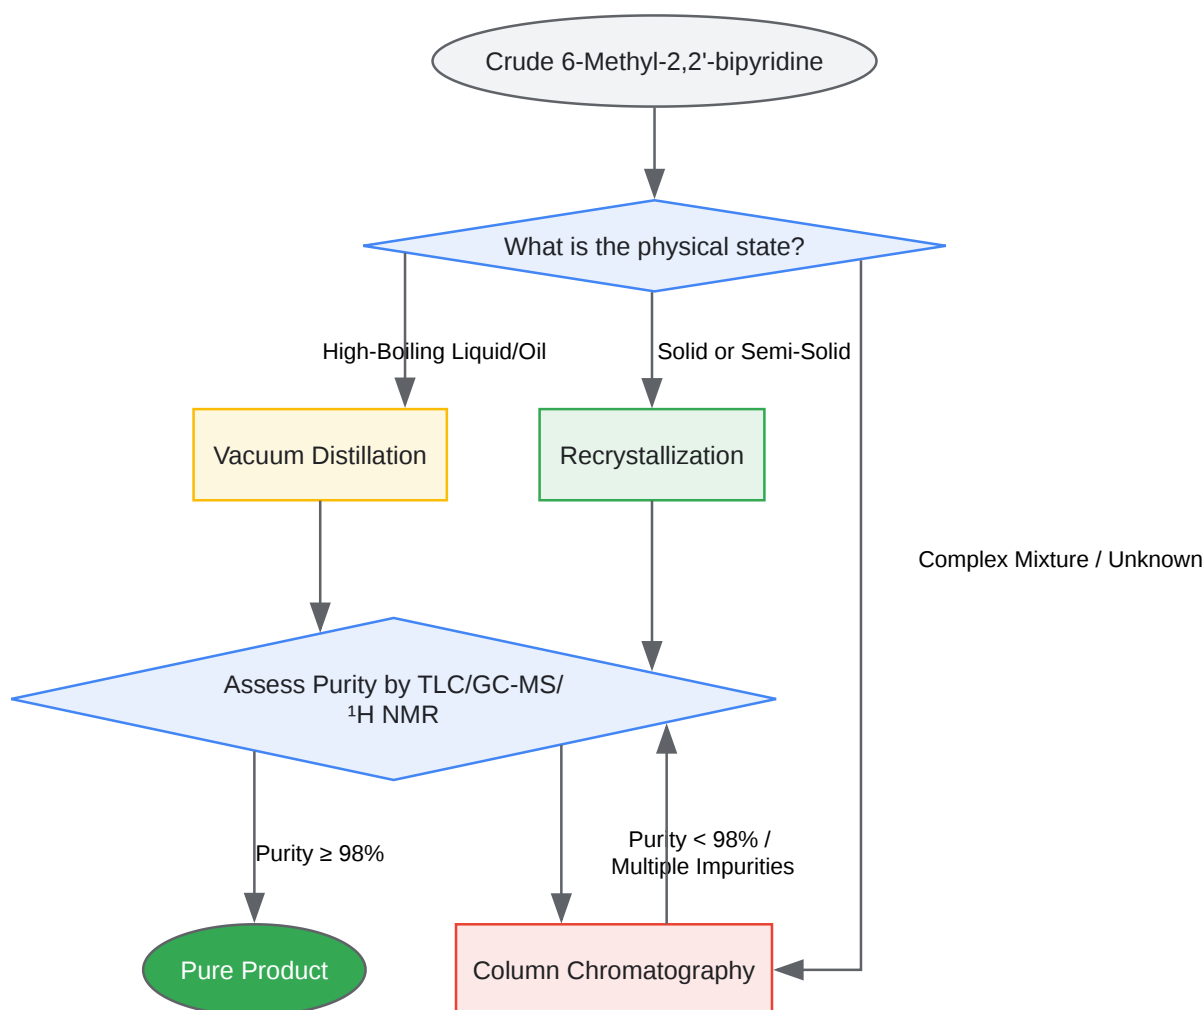 Crude 6-Methyl-2,2'-bipyridine
What is the physical state?
High-Boiling Liquid/Oil
Solid or Semi-Solid
Vacuum Distillation
Recrystallization
Complex Mixture / Unknown
Assess Purity by TLC/GC-MS/
¹H NMR
Purity ≥ 98%
Purity < 98% /
Multiple Impurities
Pure Product
Column Chromatography